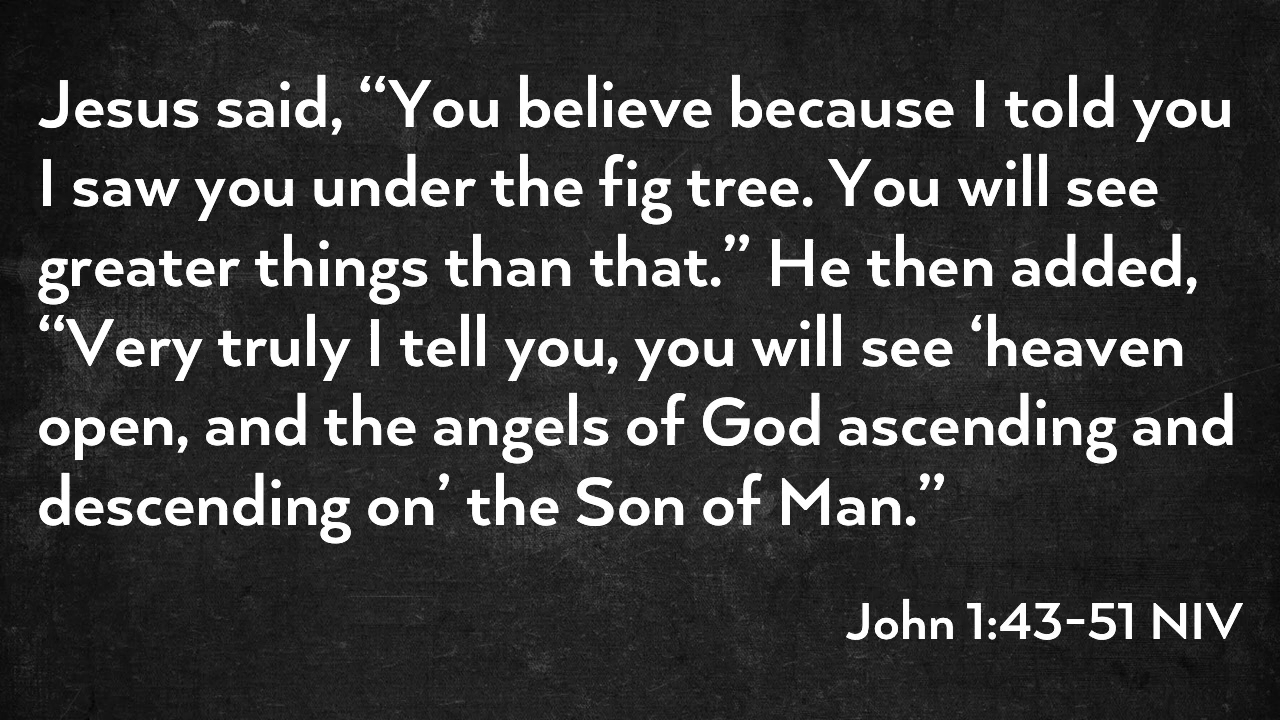 Jesus said, “You believe because I told you
I saw you under the fig tree. You will see
greater things than that.” He then added,
“Very truly I tell you, you will see ‘heaven
open, and the angels of God ascending and
descending on’ the Son of Man.”
John 1:43-51 NIV